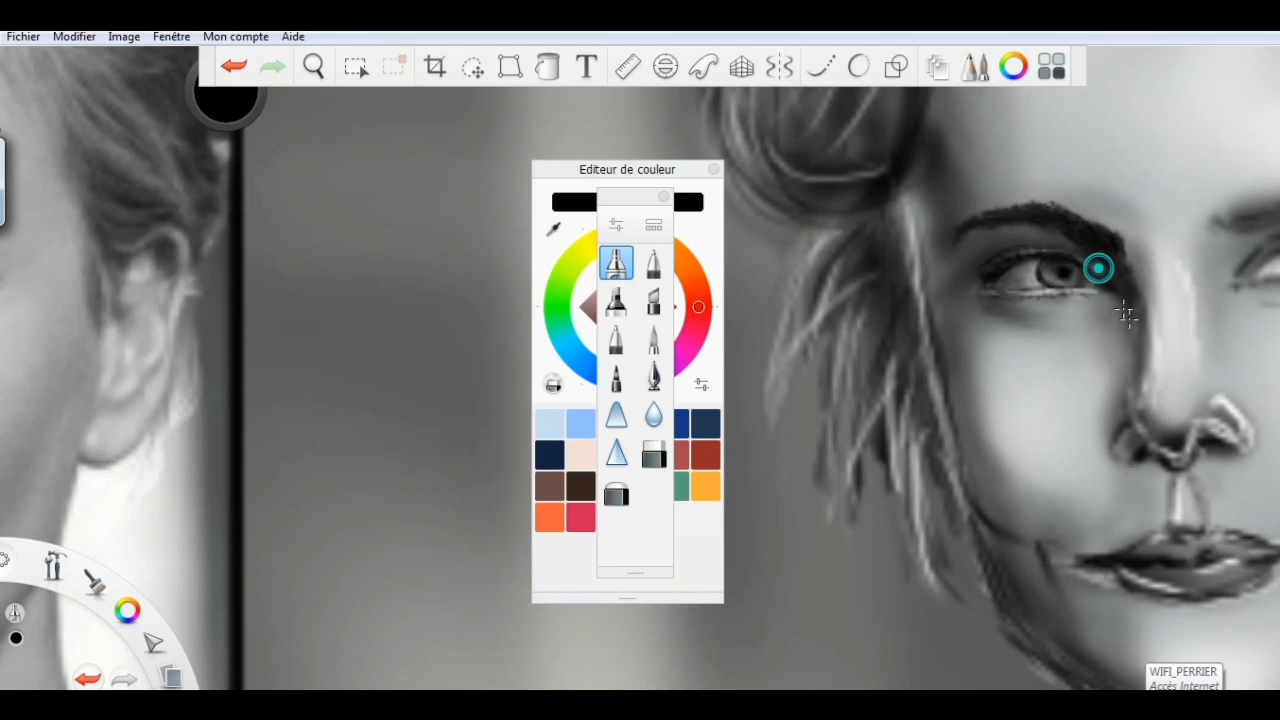 Fichier Modifier Image Fenêtre Mon compte Aide
T
Editeur de couleur
WIFI_PERRIER
Accès Internet